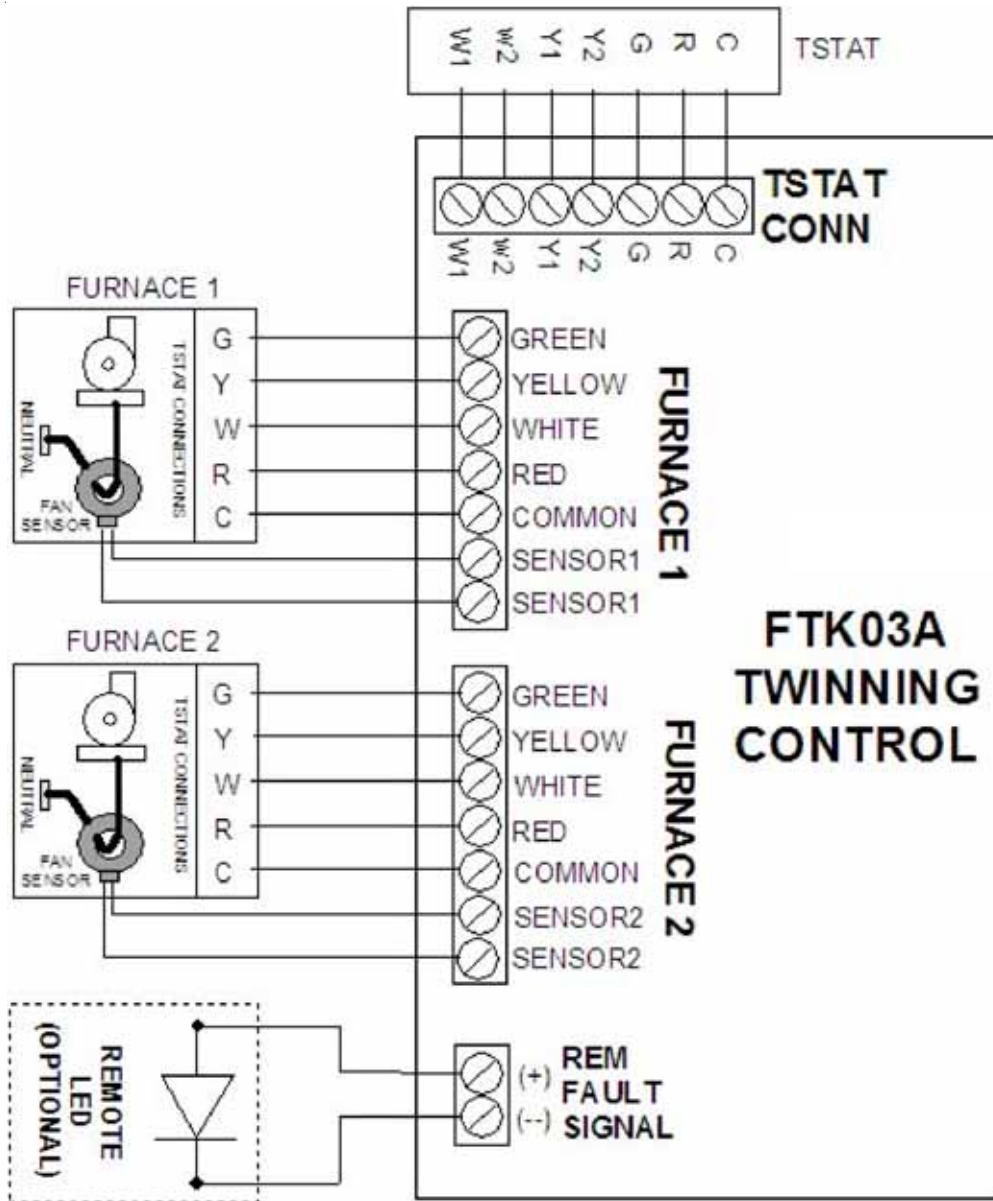 W1 W2 Y1 Y2 G R C
TSTAT
TSTAT
CONN
W1 W2 Y1 Y2 G R C
FURNACE 1
G
Y
W
R
C
TSTAT CONNECTIONS
NEUTRAL
FAN
SENSOR
GREEN
YELLOW
WHITE
RED
COMMON
SENSOR1
SENSOR1
FURNACE 1
FURNACE 2
G
Y
W
R
C
TSTAT CONNECTIONS
NEUTRAL
FAN
SENSOR
GREEN
YELLOW
WHITE
RED
COMMON
SENSOR2
SENSOR2
FURNACE 2
FTK03A
TWINNING
CONTROL
REMOTE
LED
(OPTIONAL)
(+)
(--)
REM
FAULT
SIGNAL